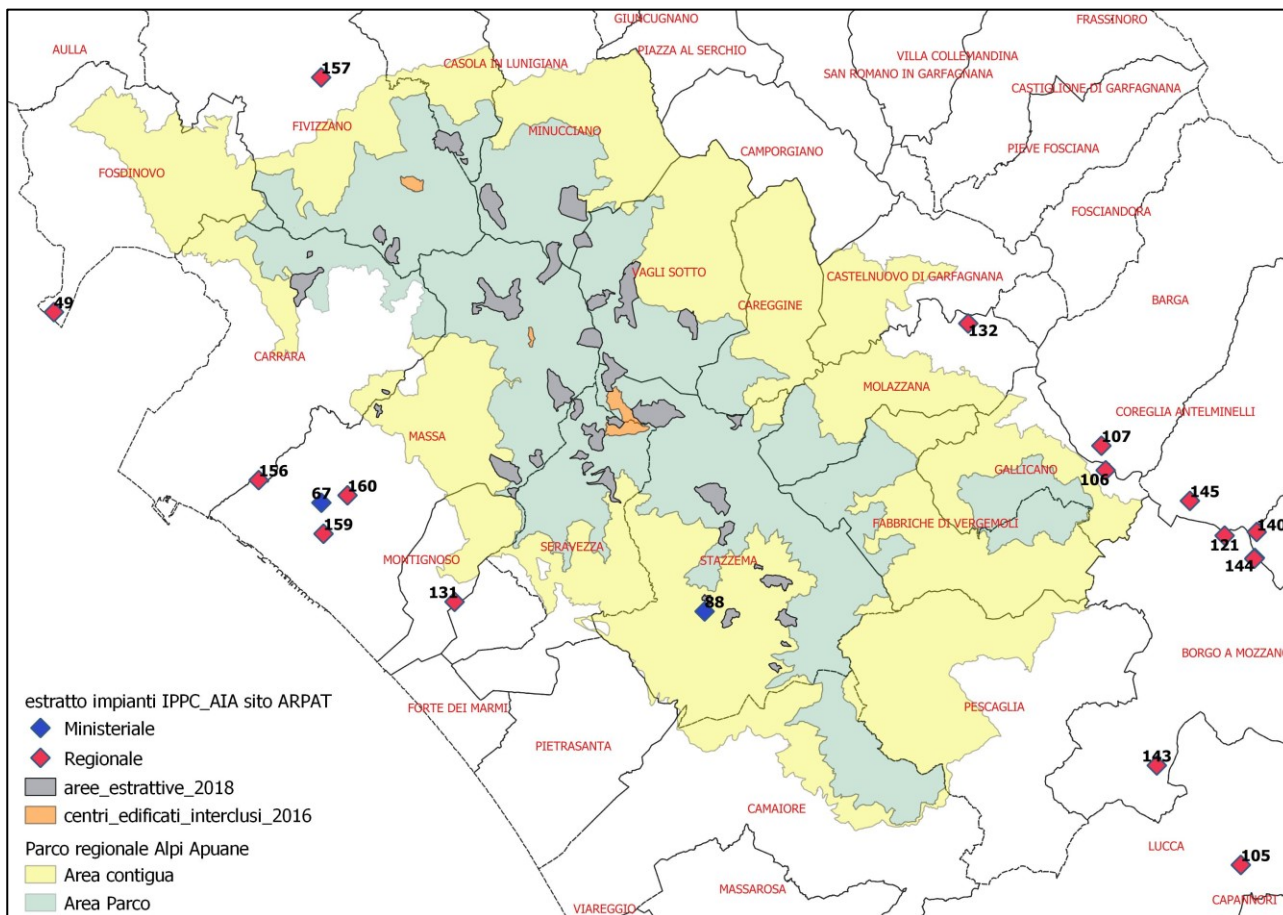 GIUNCUGNANO
FRASSINORO
AULLA
PIAZZA AL SERCHIO
VILLA COLLEMANDINA
157
CASOLA IN LUNIGIANA
SAN ROMANO IN GARFAGNANA
CASTIGLIONE DI GARFAGNANA
FIVIZZANO
MINUCCIANO
CAMPORGIANO
PIEVE FOSCIANA
FOSDINOVO
FOSCIANDORA
VAGLI SOTTO
CASTELNUOVO DI GARFAGNANA
49
CAREGGINE
BARGA
132
CARRARA
MOLAZZANA
COREGLIA ANTELMINELLI
MASSA
107
GALLICANO
156
106
160
67
145
159
FABBRICHE DI VERGEMOLI
140
121
SERAVEZZA
STAZZEMA
MONTIGNOSO
144
131
88
BORGO A MOZZANO
estratto impianti IPPC_AIA sito ARPAT
FORTE DEI MARMI
PESCAGLIA
Ministeriale
PIETRASANTA
Regionale
143
aree_estrattive_2018
CAMAIORE
centri_edificati_interclusi_2016
LUCCA
Parco regionale Alpi Apuane
105
Area contigua
MASSAROSA
Area Parco
VIAREGGIO
CAPANNORI